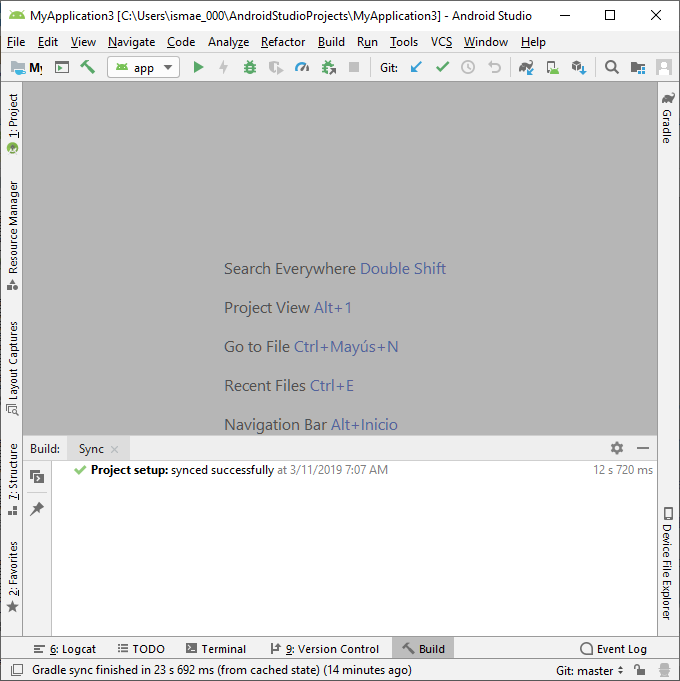 MyApplication3 [C:\Users\ismae_000\AndroidStudioProjects\MyApplication3] - Android Studio
File Edit View Navigate Code Analyze Refactor Build Run Tools VCS Window Help
My app Git:
1: Project
Resource Manager
Layout Captures
7: Structure
2: Favorites
Gradle
Device File Explorer
Search Everywhere Double Shift
Project View Alt+1
Go to File Ctrl+Mayús+N
Recent Files Ctrl+E
Navigation Bar Alt+Inicio
Build: Sync
Project setup: synced successfully at 3/11/2019 7:07 AM 12 s 720 ms
6: Logcat TODO Terminal 9: Version Control Build Event Log
Gradle sync finished in 23 s 692 ms (from cached state) (14 minutes ago) Git: master